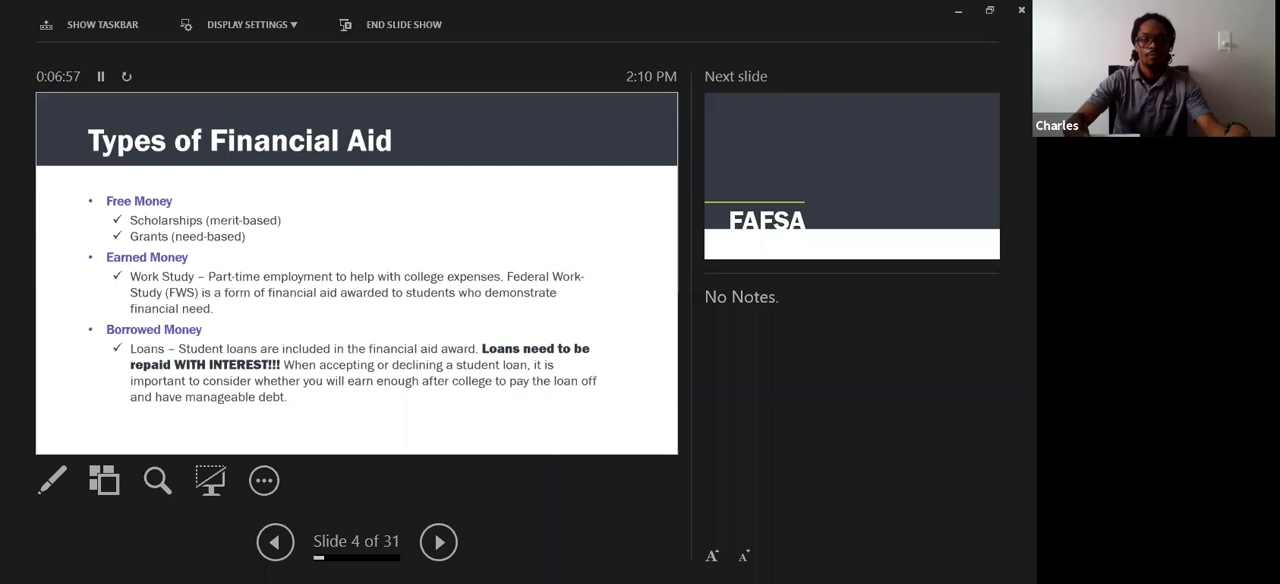 SHOW TASKBAR
DISPLAY SETTINGS ▼
END SLIDE SHOW
0:06:57
2:10 PM
Next slide
Types of Financial Aid
• Free Money
✓ Scholarships (merit-based)
✓ Grants (need-based)
• Earned Money
✓ Work Study – Part-time employment to help with college expenses. Federal Work-
Study (FWS) is a form of financial aid awarded to students who demonstrate
financial need.
• Borrowed Money
✓ Loans – Student loans are included in the financial aid award. Loans need to be
repaid WITH INTEREST!!! When accepting or declining a student loan, it is
important to consider whether you will earn enough after college to pay the loan off
and have manageable debt.
FAFSA
No Notes.
Slide 4 of 31
A A
Charles